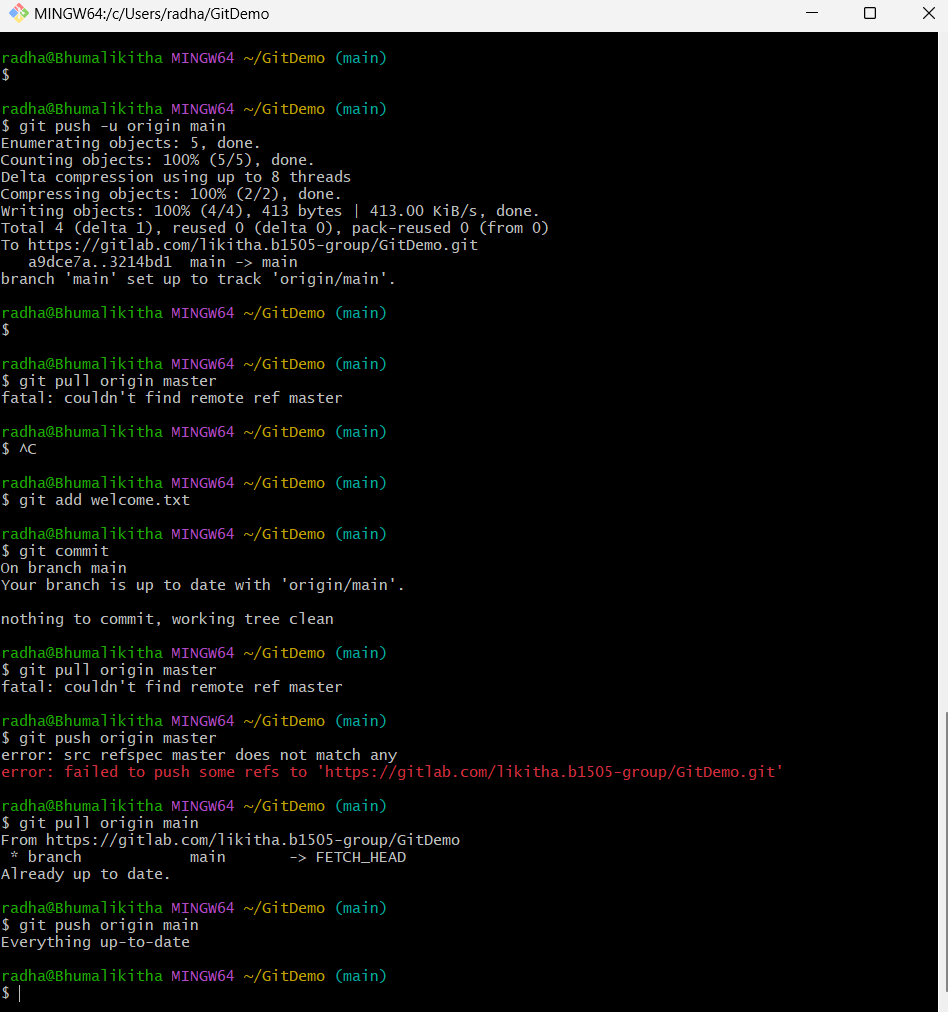 MINGW64:/c/Users/radha/GitDemo
radha@Bhumalikitha MINGW64 ~/GitDemo (main)
$
radha@Bhumalikitha MINGW64 ~/GitDemo (main)
$ git push -u origin main
Enumerating objects: 5, done.
Counting objects: 100% (5/5), done.
Delta compression using up to 8 threads
Compressing objects: 100% (2/2), done.
Writing objects: 100% (4/4), 413 bytes | 413.00 KiB/s, done.
Total 4 (delta 1), reused 0 (delta 0), pack-reused 0 (from 0)
To https://gitlab.com/likitha.b1505-group/GitDemo.git
   a9dce7a..3214bd1  main -> main
branch 'main' set up to track 'origin/main'.
radha@Bhumalikitha MINGW64 ~/GitDemo (main)
$
radha@Bhumalikitha MINGW64 ~/GitDemo (main)
$ git pull origin master
fatal: couldn't find remote ref master
radha@Bhumalikitha MINGW64 ~/GitDemo (main)
$ ^C
radha@Bhumalikitha MINGW64 ~/GitDemo (main)
$ git add welcome.txt
radha@Bhumalikitha MINGW64 ~/GitDemo (main)
$ git commit
On branch main
Your branch is up to date with 'origin/main'.
nothing to commit, working tree clean
radha@Bhumalikitha MINGW64 ~/GitDemo (main)
$ git pull origin master
fatal: couldn't find remote ref master
radha@Bhumalikitha MINGW64 ~/GitDemo (main)
$ git push origin master
error: src refspec master does not match any
error: failed to push some refs to 'https://gitlab.com/likitha.b1505-group/GitDemo.git'
radha@Bhumalikitha MINGW64 ~/GitDemo (main)
$ git pull origin main
From https://gitlab.com/likitha.b1505-group/GitDemo
 * branch            main       -> FETCH_HEAD
Already up to date.
radha@Bhumalikitha MINGW64 ~/GitDemo (main)
$ git push origin main
Everything up-to-date
radha@Bhumalikitha MINGW64 ~/GitDemo (main)
$